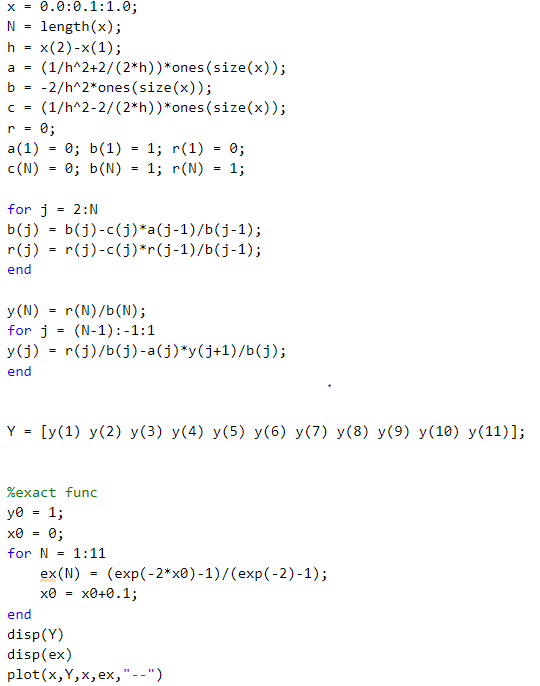 x = 0.0:0.1:1.0;
N = length(x);
h = x(2)-x(1);
a = (1/h^2+2/(2*h))*ones(size(x));
b = -2/h^2*ones(size(x));
c = (1/h^2-2/(2*h))*ones(size(x));
r = 0;
a(1) = 0; b(1) = 1; r(1) = 0;
c(N) = 0; b(N) = 1; r(N) = 1;
for j = 2:N
b(j) = b(j)-c(j)*a(j-1)/b(j-1);
r(j) = r(j)-c(j)*r(j-1)/b(j-1);
end
y(N) = r(N)/b(N);
for j = (N-1):-1:1
y(j) = r(j)/b(j)-a(j)*y(j+1)/b(j);
end
Y = [y(1) y(2) y(3) y(4) y(5) y(6) y(7) y(8) y(9) y(10) y(11)];
%exact func
y0 = 1;
x0 = 0;
for N = 1:11
ex(N) = (exp(-2*x0)-1)/(exp(-2)-1);
x0 = x0+0.1;
end
disp(Y)
disp(ex)
plot(x,Y,x,ex,"--")